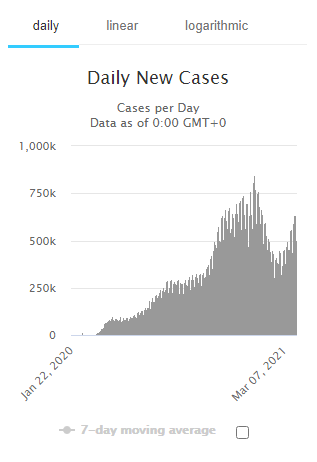 daily linear logarithmic
Daily New Cases
Cases per Day
Data as of 0:00 GMT+0
1,000k
750k
500k
250k
0
Jan 22, 2020
Mar 07, 2021
7-day moving average